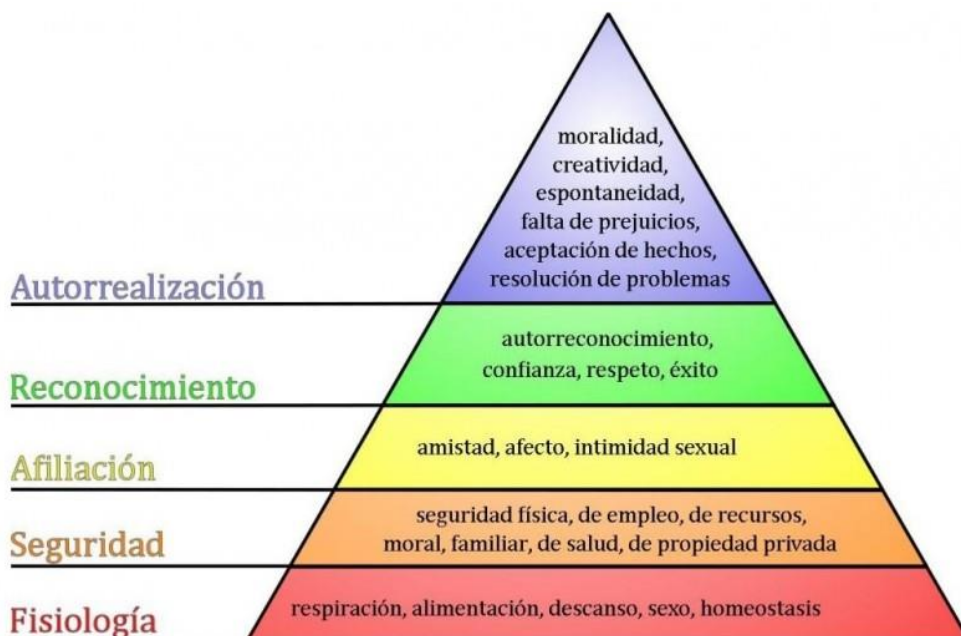 moralidad,
creatividad,
espontaneidad,
falta de prejuicios,
aceptación de hechos,
resolución de problemas
Autorrealización
autorreconocimiento,
confianza, respeto, éxito
Reconocimiento
amistad, afecto, intimidad sexual
Afiliación
seguridad física, de empleo, de recursos,
moral, familiar, de salud, de propiedad privada
Seguridad
respiración, alimentación, descanso, sexo, homeostasis
Fisiología